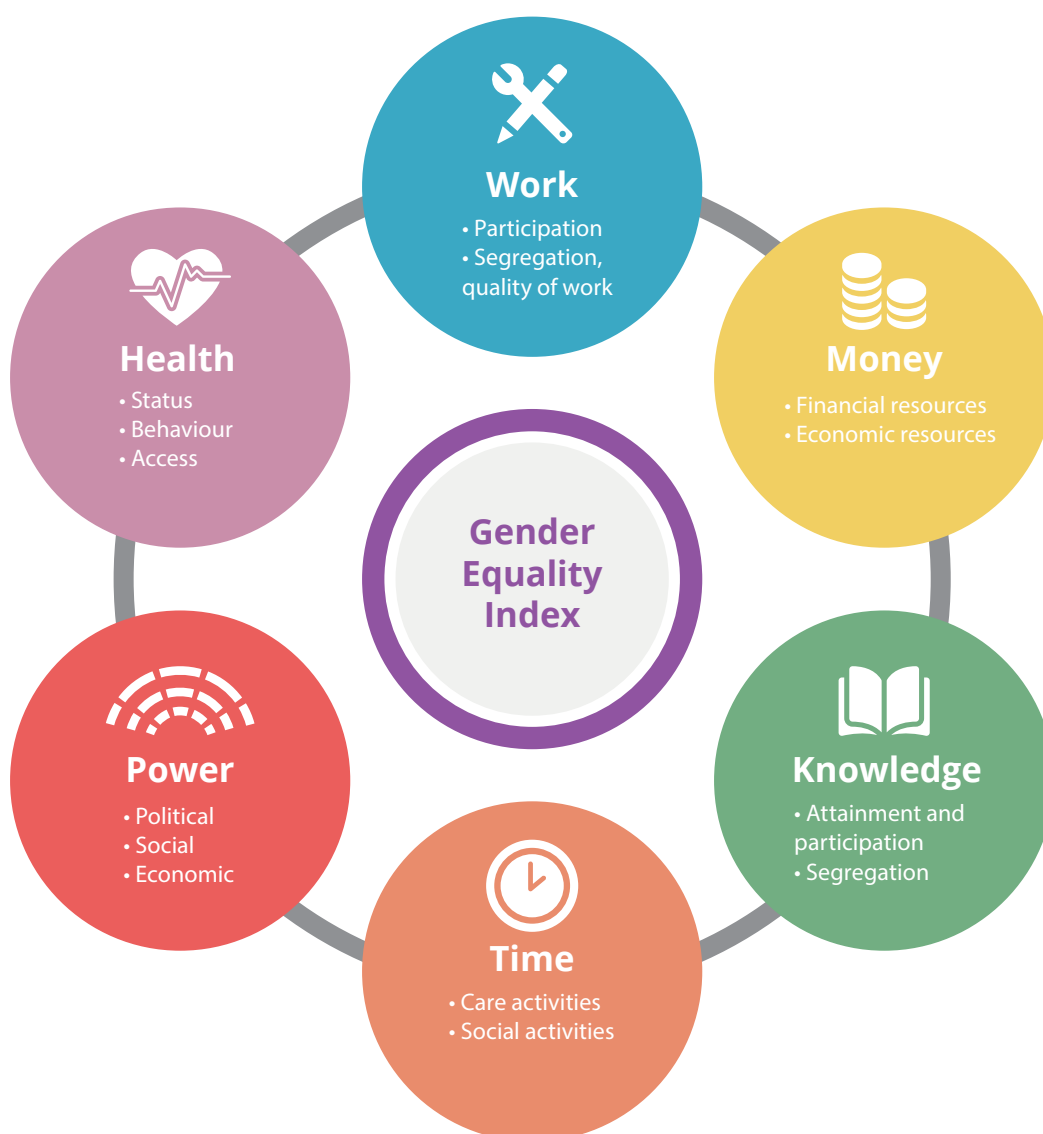 Work
• Participation
• Segregation,
quality of work
Money
• Financial resources
• Economic resources
Knowledge
• Attainment and
participation
• Segregation
Time
• Care activities
• Social activities
Power
• Political
• Social
• Economic
Health
• Status
• Behaviour
• Access
Gender
Equality
Index